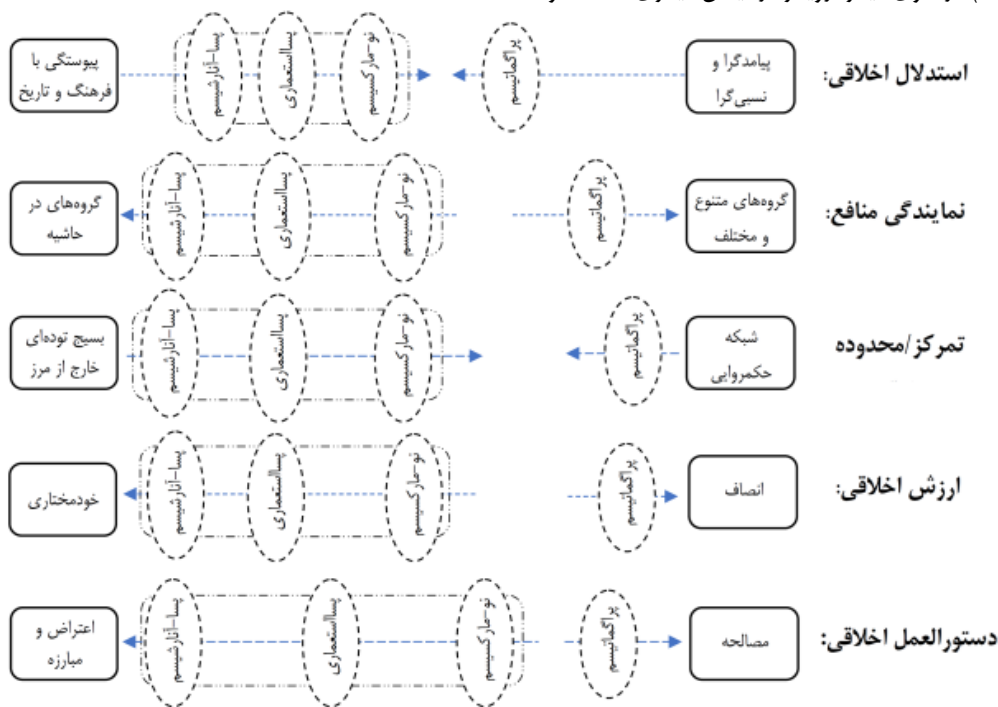 استدلال اخلاقی:
پیامدگرا و
نسبی‌گرا
پراگماتیسم
نو-مارکسیسم
پسااستعماری
پسا-آنارشیسم
پیوستگی با
فرهنگ و تاریخ
نمایندگی منافع:
گروه‌های متنوع
و مختلف
پراگماتیسم
نو-مارکسیسم
پسااستعماری
پسا-آنارشیسم
گروه‌های در
حاشیه
تمرکز/محدوده
شبکه
حکمروایی
پراگماتیسم
نو-مارکسیسم
پسااستعماری
پسا-آنارشیسم
بسیج توده‌ای
خارج از مرز
ارزش اخلاقی:
انصاف
پراگماتیسم
نو-مارکسیسم
پسااستعماری
پسا-آنارشیسم
خودمختاری
دستورالعمل اخلاقی:
مصالحه
پراگماتیسم
نو-مارکسیسم
پسااستعماری
پسا-آنارشیسم
اعتراض و
مبارزه